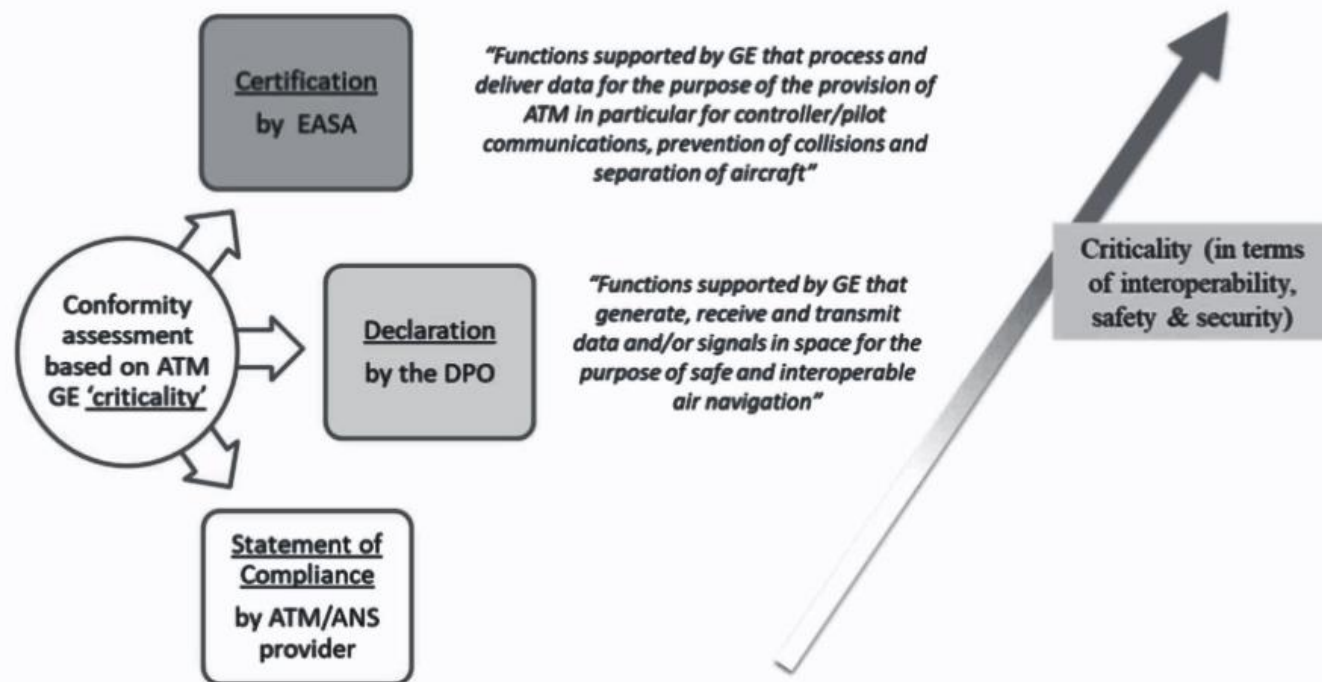 Certification
by EASA
"Functions supported by GE that process and
deliver data for the purpose of the provision of
ATM in particular for controller/pilot
communications, prevention of collisions and
separation of aircraft"
Conformity
assessment
based on ATM
GE 'criticality'
Declaration
by the DPO
"Functions supported by GE that
generate, receive and transmit
data and/or signals in space for the
purpose of safe and interoperable
air navigation"
Criticality (in terms
of interoperability,
safety & security)
Statement of
Compliance
by ATM/ANS
provider